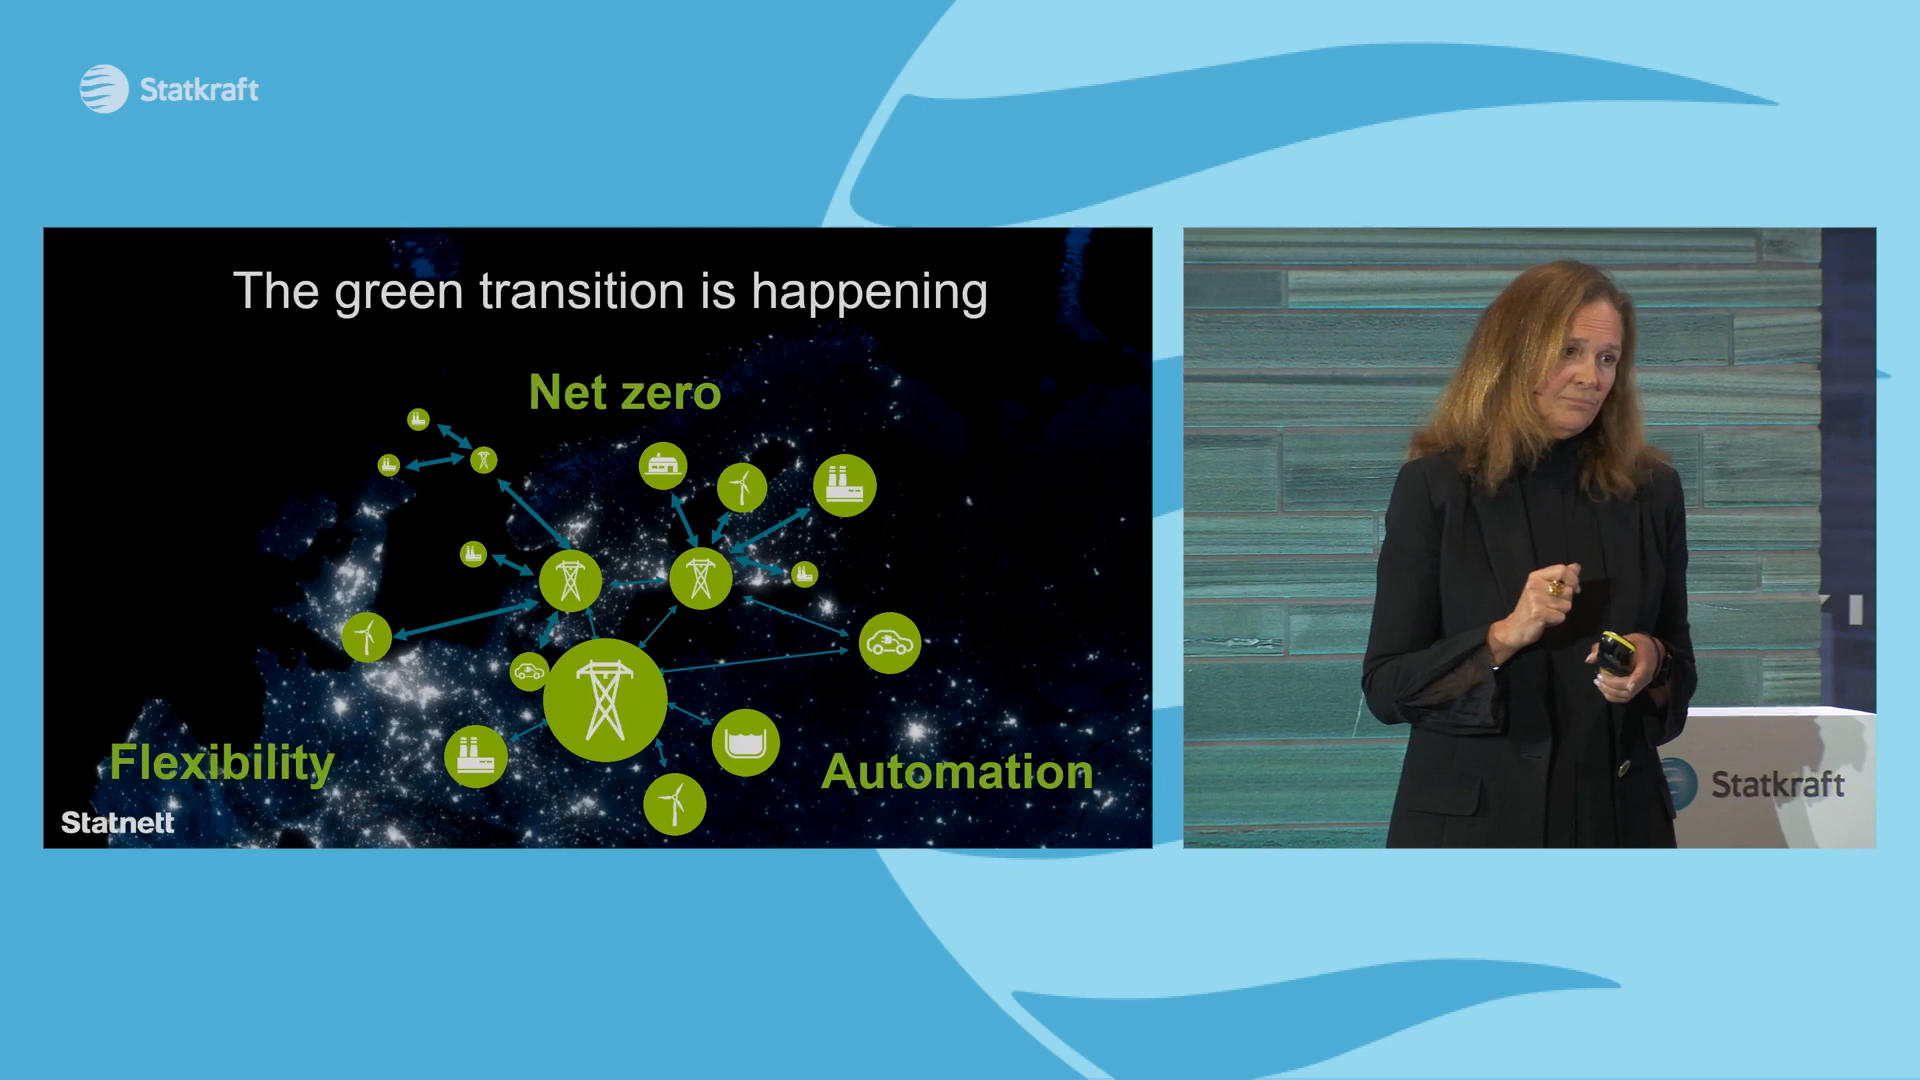 Statkraft
The green transition is happening
Net zero
Flexibility
Automation
Statnett
Statkraft